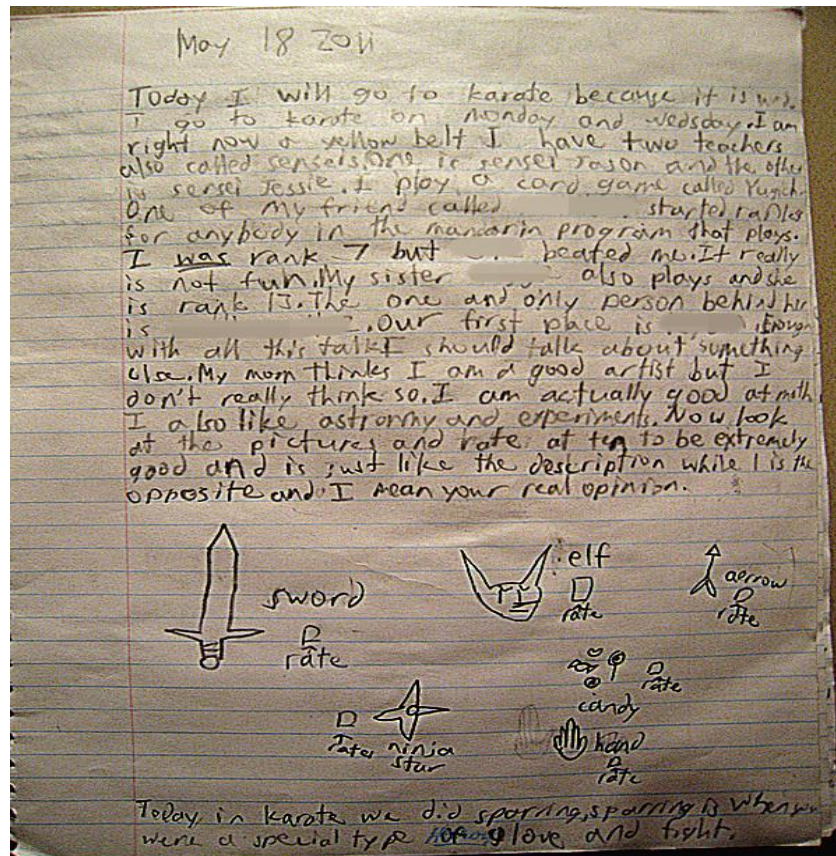 May 18 2011
Today I will go to karate because it is wed.
I go to karate on monday and wedsday. I am
right now a yellow belt I have two teachers
also called senseis. One is sensei Jason and the other
is sensei Jessie. I play a card game called Yugioh.
One of my friend called started ranks
for anybody in the mandarin program that plays.
I was rank 7 but beated me. It really
is not fun. My sister also plays and she
is rank 13. The one and only person behind her
is . Our first place is . Enough
with all this talk I should talk about something
else. My mom thinks I am a good artist but I
don't really think so. I am actually good at math
I also like astronmy and experiments. Now look
at the pictures and rate at ten to be extremely
good and is just like the description while 1 is the
opposite and I mean your real opinion.
sword
rate
elf
rate
aerrow
rate
candy
rate
rate ninja
star
hand
rate
Today in karate we did sparring, sparring is when you
were a special type of glove and fight.